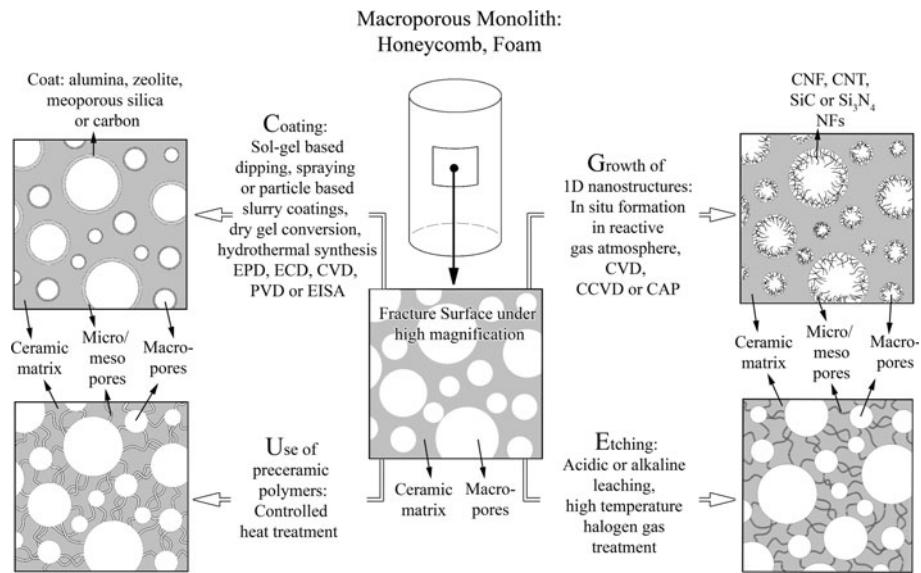 Macroporous Monolith:
Honeycomb, Foam
Coat: alumina, zeolite,
meoporous silica
or carbon
Coating:
Sol-gel based
dipping, spraying
or particle based
slurry coatings,
dry gel conversion,
hydrothermal synthesis
EPD, ECD, CVD,
PVD or EISA
CNF, CNT,
SiC or Si₃N₄
NFs
Growth of
1D nanostructures:
In situ formation
in reactive
gas atmosphere,
CVD,
CCVD or CAP
Fracture Surface under
high magnification
Ceramic
matrix
Micro/
meso
pores
Macro-
pores
Ceramic
matrix
Micro/
meso
pores
Macro-
pores
Use of
preceramic
polymers:
Controlled
heat treatment
Ceramic
matrix
Macro-
pores
Etching:
Acidic or alkaline
leaching,
high temperature
halogen gas
treatment